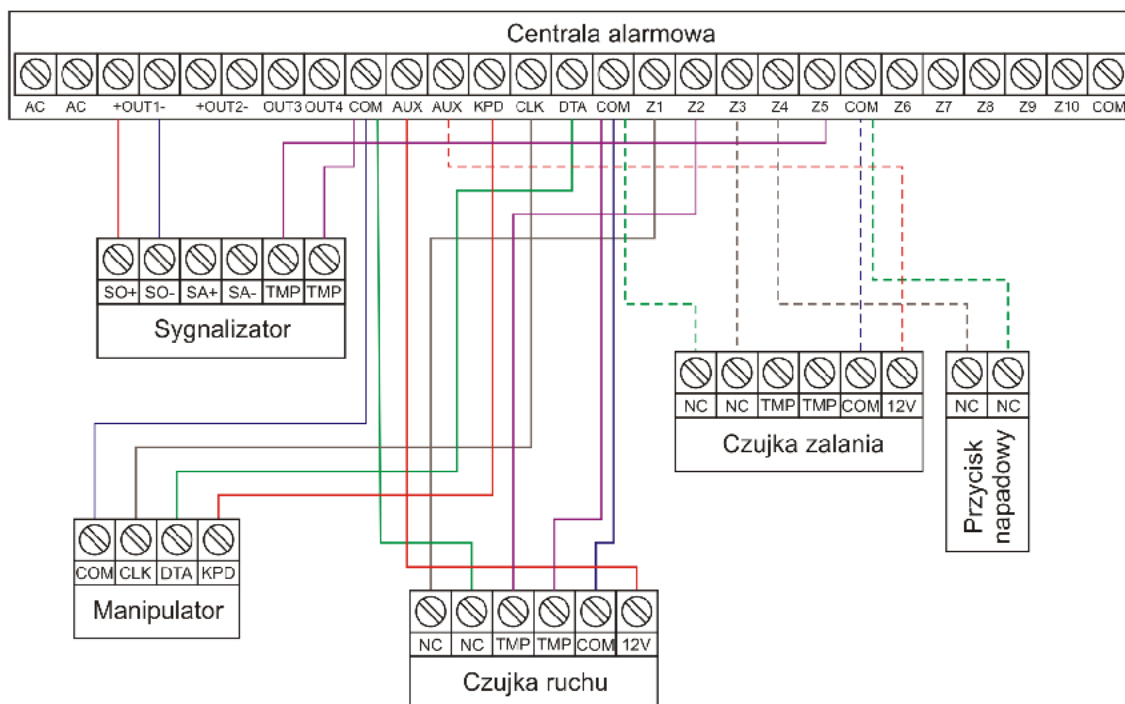 Centrala alarmowa
AC AC +OUT1- +OUT2- OUT3 OUT4 COM AUX AUX KPD CLK DTA COM Z1 Z2 Z3 Z4 Z5 COM Z6 Z7 Z8 Z9 Z10 COM
SO+ SO- SA+ SA- TMP TMP
Sygnalizator
NC NC TMP TMP COM 12V
Czujka zalania
NC NC
Przycisk
napadowy
COM CLK DTA KPD
Manipulator
NC NC TMP TMP COM 12V
Czujka ruchu